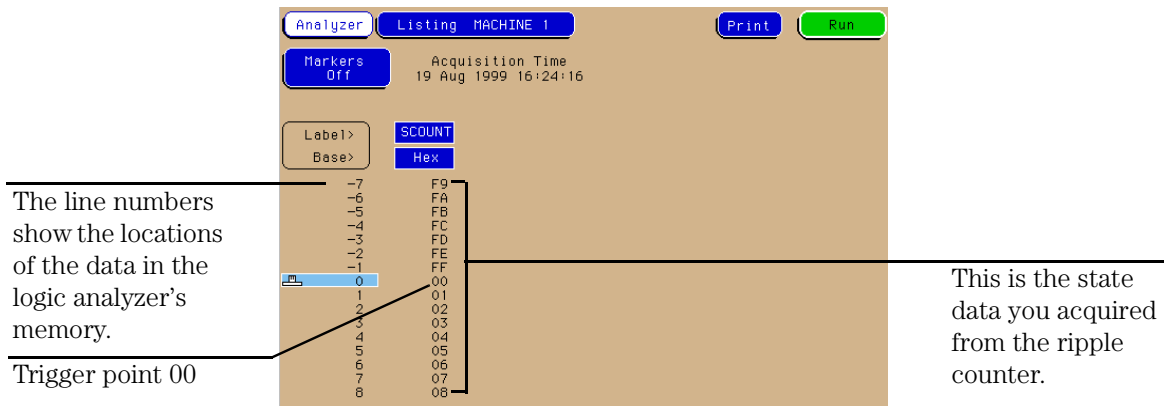 Analyzer Listing MACHINE 1 Print Run
Markers
Off
Acquisition Time
19 Aug 1999 16:24:16
Label> SCOUNT
Base> Hex
-7 F9
-6 FA
-5 FB
-4 FC
-3 FD
-2 FE
-1 FF
0 00
1 01
2 02
3 03
4 04
5 05
6 06
7 07
8 08
The line numbers
show the locations
of the data in the
logic analyzer's
memory.
Trigger point 00
This is the state
data you acquired
from the ripple
counter.